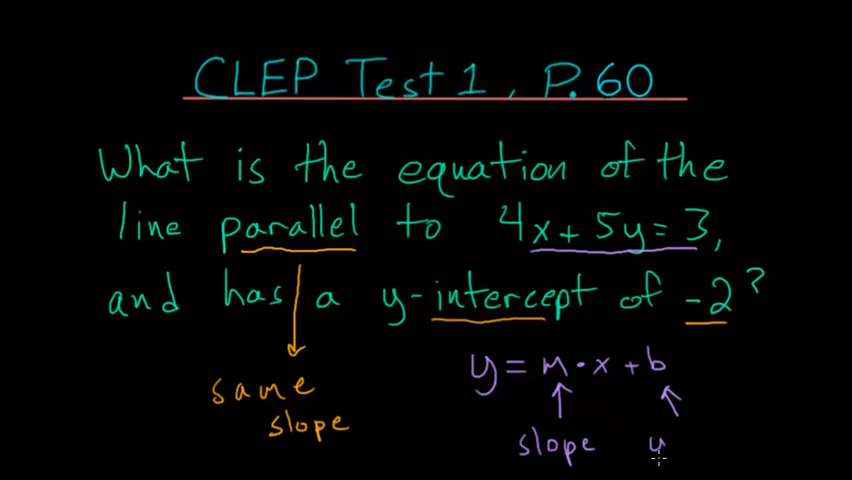 CLEP Test 1, P. 60
What is the equation of the
line parallel to 4x + 5y = 3,
and has a y-intercept of -2?
y = m · x + b
same
slope
slope y